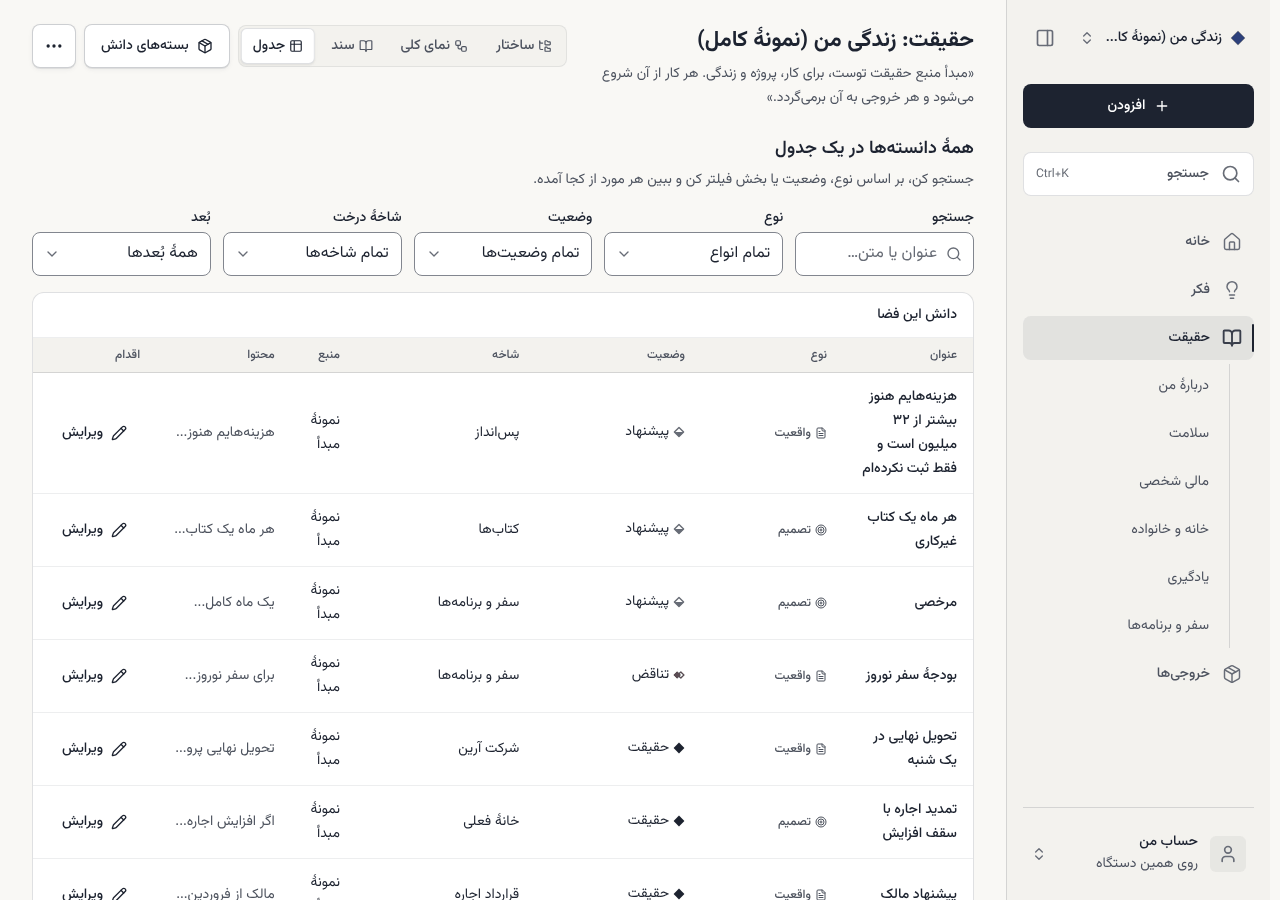 زندگی من (نمونهٔ کا...
افزودن
جستجو
Ctrl+K
خانه
فکر
حقیقت
دربارهٔ من
سلامت
مالی شخصی
خانه و خانواده
یادگیری
سفر و برنامه‌ها
خروجی‌ها
حساب من
روی همین دستگاه
حقیقت: زندگی من (نمونهٔ کامل)
«مبدأ منبع حقیقت توست، برای کار، پروژه و زندگی. هر کار از آن شروع
می‌شود و هر خروجی به آن برمی‌گردد.»
ساختار
نمای کلی
سند
جدول
بسته‌های دانش
همهٔ دانسته‌ها در یک جدول
جستجو کن، بر اساس نوع، وضعیت یا بخش فیلتر کن و ببین هر مورد از کجا آمده.
جستجو نوع وضعیت شاخهٔ درخت بُعد
عنوان یا متن... تمام انواع تمام وضعیت‌ها تمام شاخه‌ها همهٔ بُعدها
دانش این فضا
عنوان نوع وضعیت شاخه منبع محتوا اقدام
هزینه‌هایم هنوز
بیشتر از ۳۲
میلیون است و
فقط ثبت نکرده‌ام
واقعیت
پیشنهاد
پس‌انداز
نمونهٔ
مبدأ
هزینه‌هایم هنوز...
ویرایش
هر ماه یک کتاب
غیرکاری
تصمیم
پیشنهاد
کتاب‌ها
نمونهٔ
مبدأ
هر ماه یک کتاب...
ویرایش
مرخصی
تصمیم
پیشنهاد
سفر و برنامه‌ها
نمونهٔ
مبدأ
یک ماه کامل...
ویرایش
بودجهٔ سفر نوروز
واقعیت
تناقض
سفر و برنامه‌ها
نمونهٔ
مبدأ
برای سفر نوروز...
ویرایش
تحویل نهایی در
یک شنبه
واقعیت
حقیقت
شرکت آرین
نمونهٔ
مبدأ
تحویل نهایی پرو...
ویرایش
تمدید اجاره با
سقف افزایش
تصمیم
حقیقت
خانهٔ فعلی
نمونهٔ
مبدأ
اگر افزایش اجاره...
ویرایش
پیشنهاد مالک
واقعیت
حقیقت
قرارداد اجاره
نمونهٔ
مالک از فروردین...
ویرایش